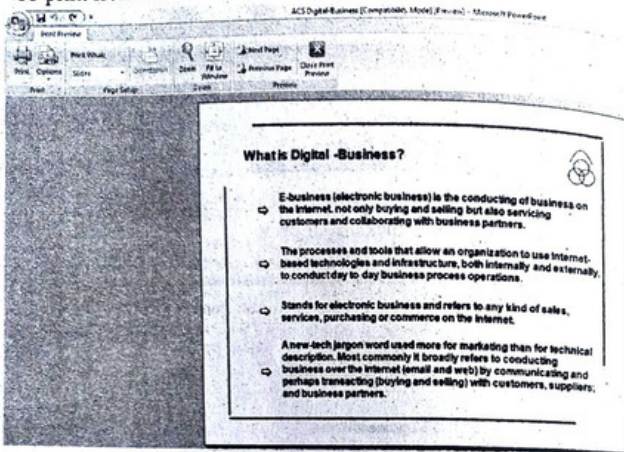 to print it.
ACS Digital-Business [Compatibility Mode] [Preview] - Microsoft PowerPoint
Print Preview
Print
Options
Print What:
Slides
Orientation
Zoom
Fit to
Window
Next Page
Previous Page
Close Print
Preview
Print
Page Setup
Zoom
Preview
What is Digital -Business?
E-business (electronic business) is the conducting of business on
the Internet, not only buying and selling but also servicing
customers and collaborating with business partners.
The processes and tools that allow an organization to use Internet-
based technologies and infrastructure, both internally and externally,
to conduct day to day business process operations.
Stands for electronic business and refers to any kind of sales,
services, purchasing or commerce on the Internet.
A new-tech jargon word used more for marketing than for technical
description. Most commonly it broadly refers to conducting
business over the Internet (email and web) by communicating and
perhaps transacting (buying and selling) with customers, suppliers,
and business partners.